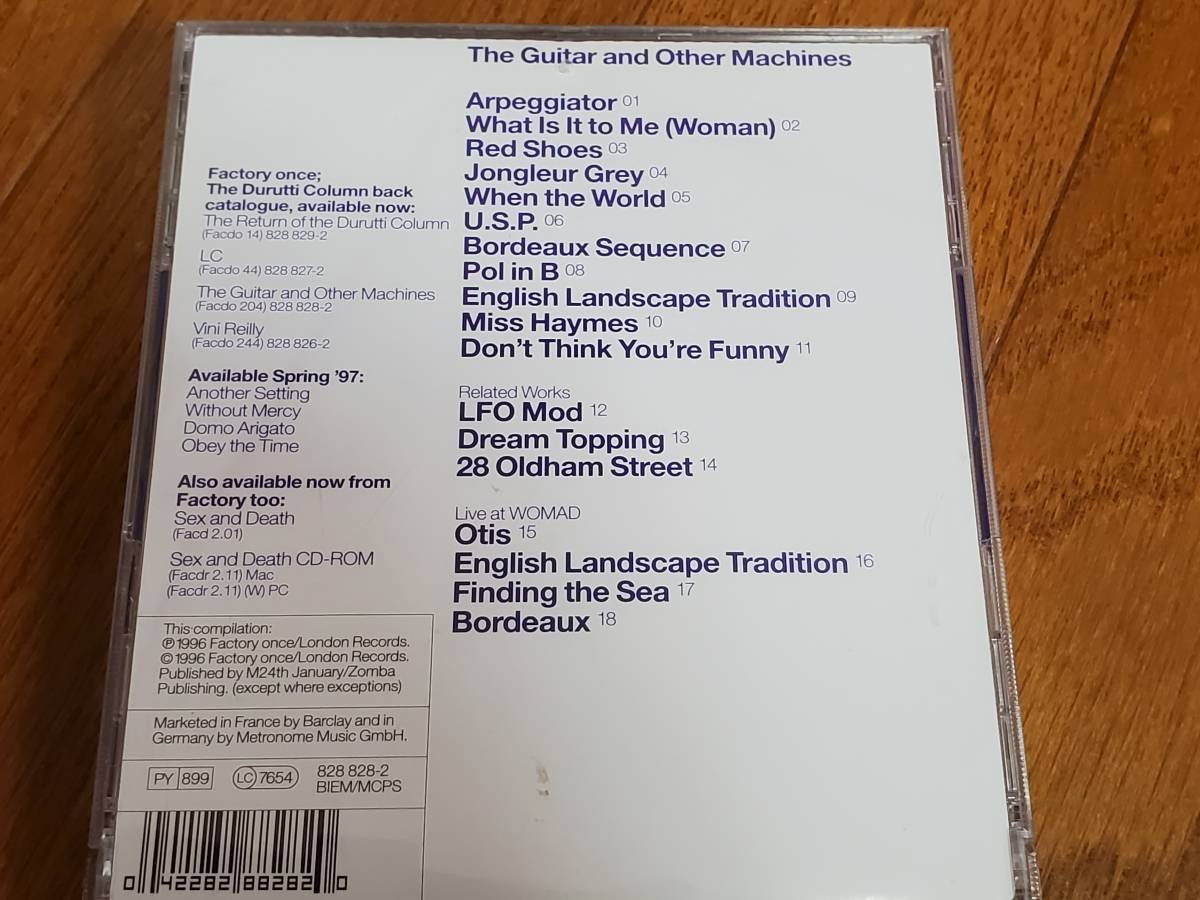 The Guitar and Other Machines
Arpeggiator 01
What Is It to Me (Woman) 02
Red Shoes 03
Jongleur Grey 04
When the World 05
U.S.P. 06
Bordeaux Sequence 07
Pol in B 08
English Landscape Tradition 09
Miss Haymes 10
Don't Think You're Funny 11
Related Works
LFO Mod 12
Dream Topping 13
28 Oldham Street 14
Live at WOMAD
Otis 15
English Landscape Tradition 16
Finding the Sea 17
Bordeaux 18
Factory once;
The Durutti Column back
catalogue, available now:
The Return of the Durutti Column
(Facdo 14) 828 829-2
LC
(Facdo 44) 828 827-2
The Guitar and Other Machines
(Facdo 204) 828 828-2
Vini Reilly
(Facdo 244) 828 826-2
Available Spring '97:
Another Setting
Without Mercy
Domo Arigato
Obey the Time
Also available now from
Factory too:
Sex and Death
(Facd 2.01)
Sex and Death CD-ROM
(Facdr 2.11) Mac
(Facdr 2.11) (W) PC
This compilation:
℗ 1996 Factory once/London Records.
© 1996 Factory once/London Records.
Published by M24th January/Zomba
Publishing. (except where exceptions)
Marketed in France by Barclay and in
Germany by Metronome Music GmbH.
PY 899
LC 7654
828 828-2
BIEM/MCPS
0 42282 88282 0